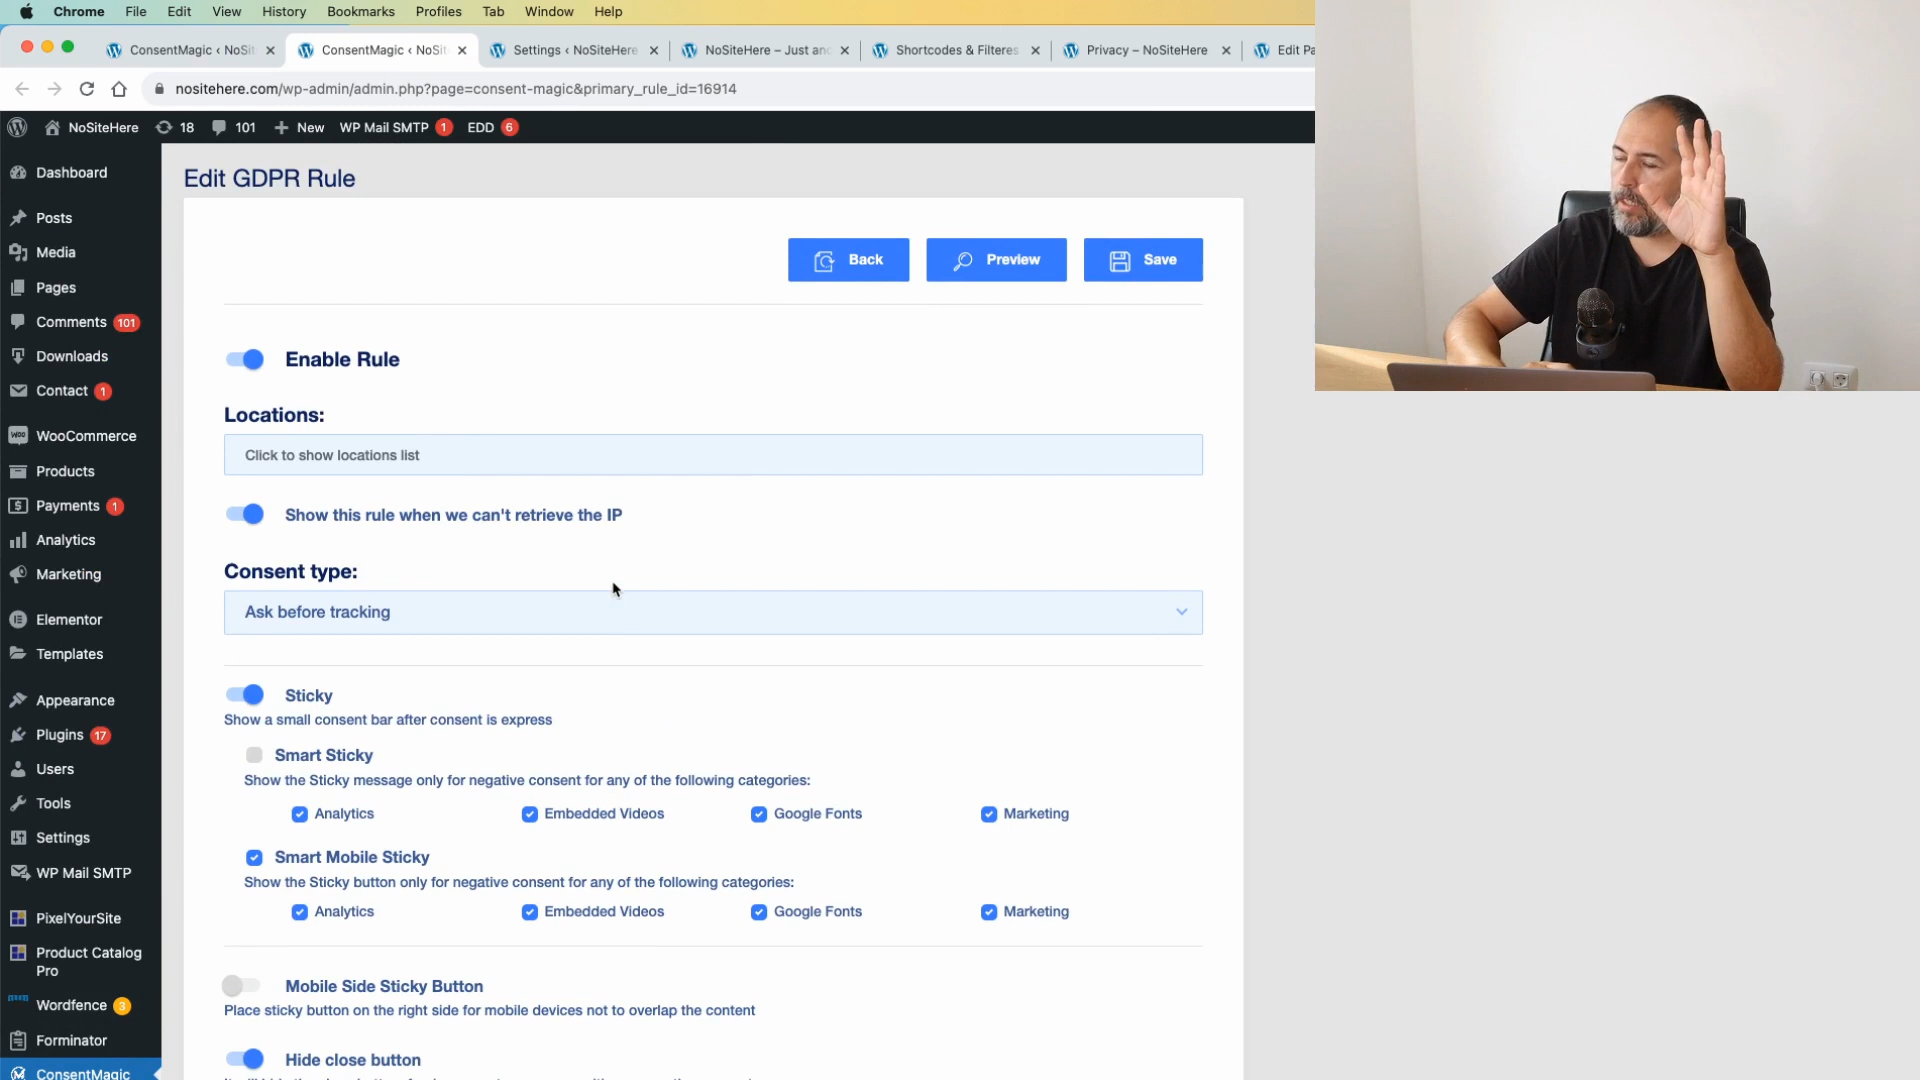 Chrome File Edit View History Bookmarks Profiles Tab Window Help
ConsentMagic ‹ NoSit ConsentMagic ‹ NoSit Settings ‹ NoSiteHere NoSiteHere – Just an Shortcodes & Filteres Privacy – NoSiteHere Edit Pa
nositehere.com/wp-admin/admin.php?page=consent-magic&primary_rule_id=16914
NoSiteHere 18 101 New WP Mail SMTP 1 EDD 6
Dashboard
Posts
Media
Pages
Comments 101
Downloads
Contact 1
WooCommerce
Products
Payments 1
Analytics
Marketing
Elementor
Templates
Appearance
Plugins 17
Users
Tools
Settings
WP Mail SMTP
PixelYourSite
Product Catalog
Pro
Wordfence 3
Forminator
ConsentMagic
Edit GDPR Rule
Back Preview Save
Enable Rule
Locations:
Click to show locations list
Show this rule when we can't retrieve the IP
Consent type:
Ask before tracking
Sticky
Show a small consent bar after consent is express
Smart Sticky
Show the Sticky message only for negative consent for any of the following categories:
Analytics Embedded Videos Google Fonts Marketing
Smart Mobile Sticky
Show the Sticky button only for negative consent for any of the following categories:
Analytics Embedded Videos Google Fonts Marketing
Mobile Side Sticky Button
Place sticky button on the right side for mobile devices not to overlap the content
Hide close button